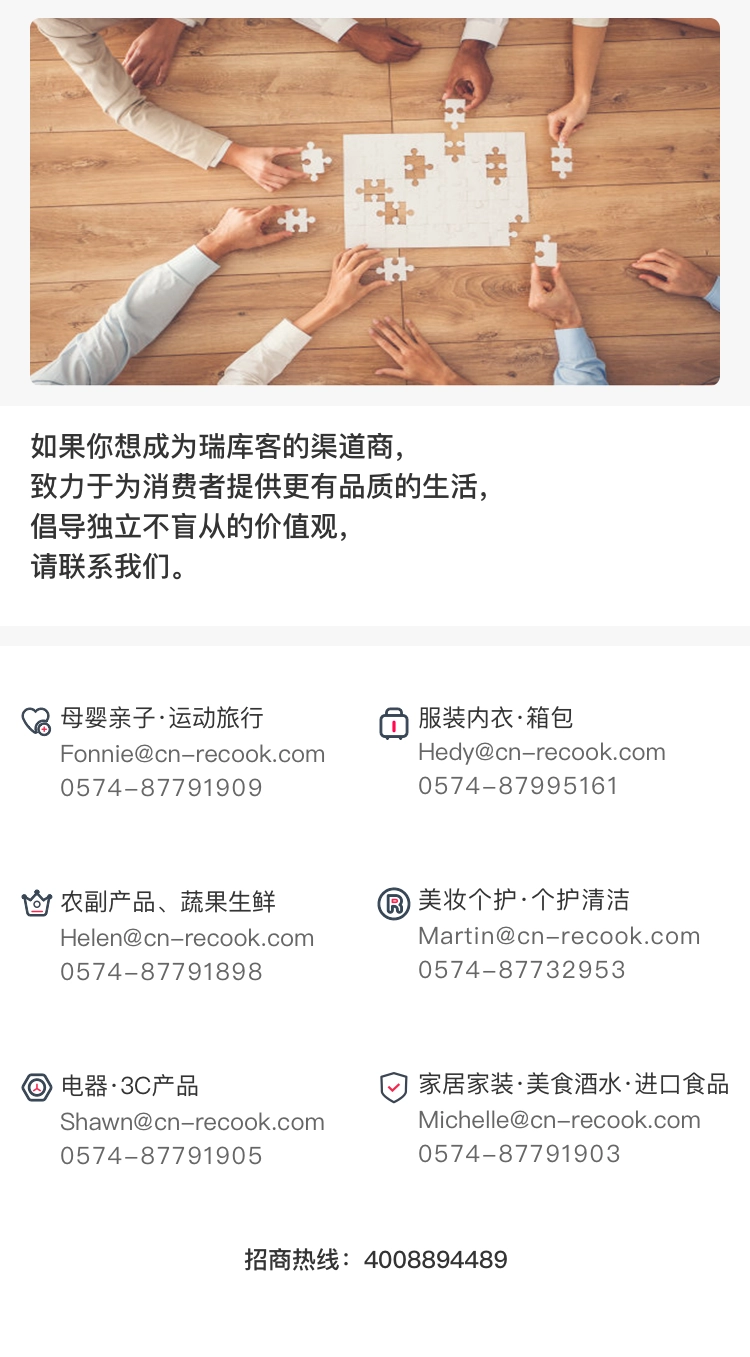 如果你想成为瑞库客的渠道商，
致力于为消费者提供更有品质的生活，
倡导独立不盲从的价值观，
请联系我们。
母婴亲子·运动旅行
Fonnie@cn-recook.com
0574-87791909
服装内衣·箱包
Hedy@cn-recook.com
0574-87995161
农副产品、蔬果生鲜
Helen@cn-recook.com
0574-87791898
美妆个护·个护清洁
Martin@cn-recook.com
0574-87732953
电器·3C产品
Shawn@cn-recook.com
0574-87791905
家居家装·美食酒水·进口食品
Michelle@cn-recook.com
0574-87791903
招商热线：4008894489